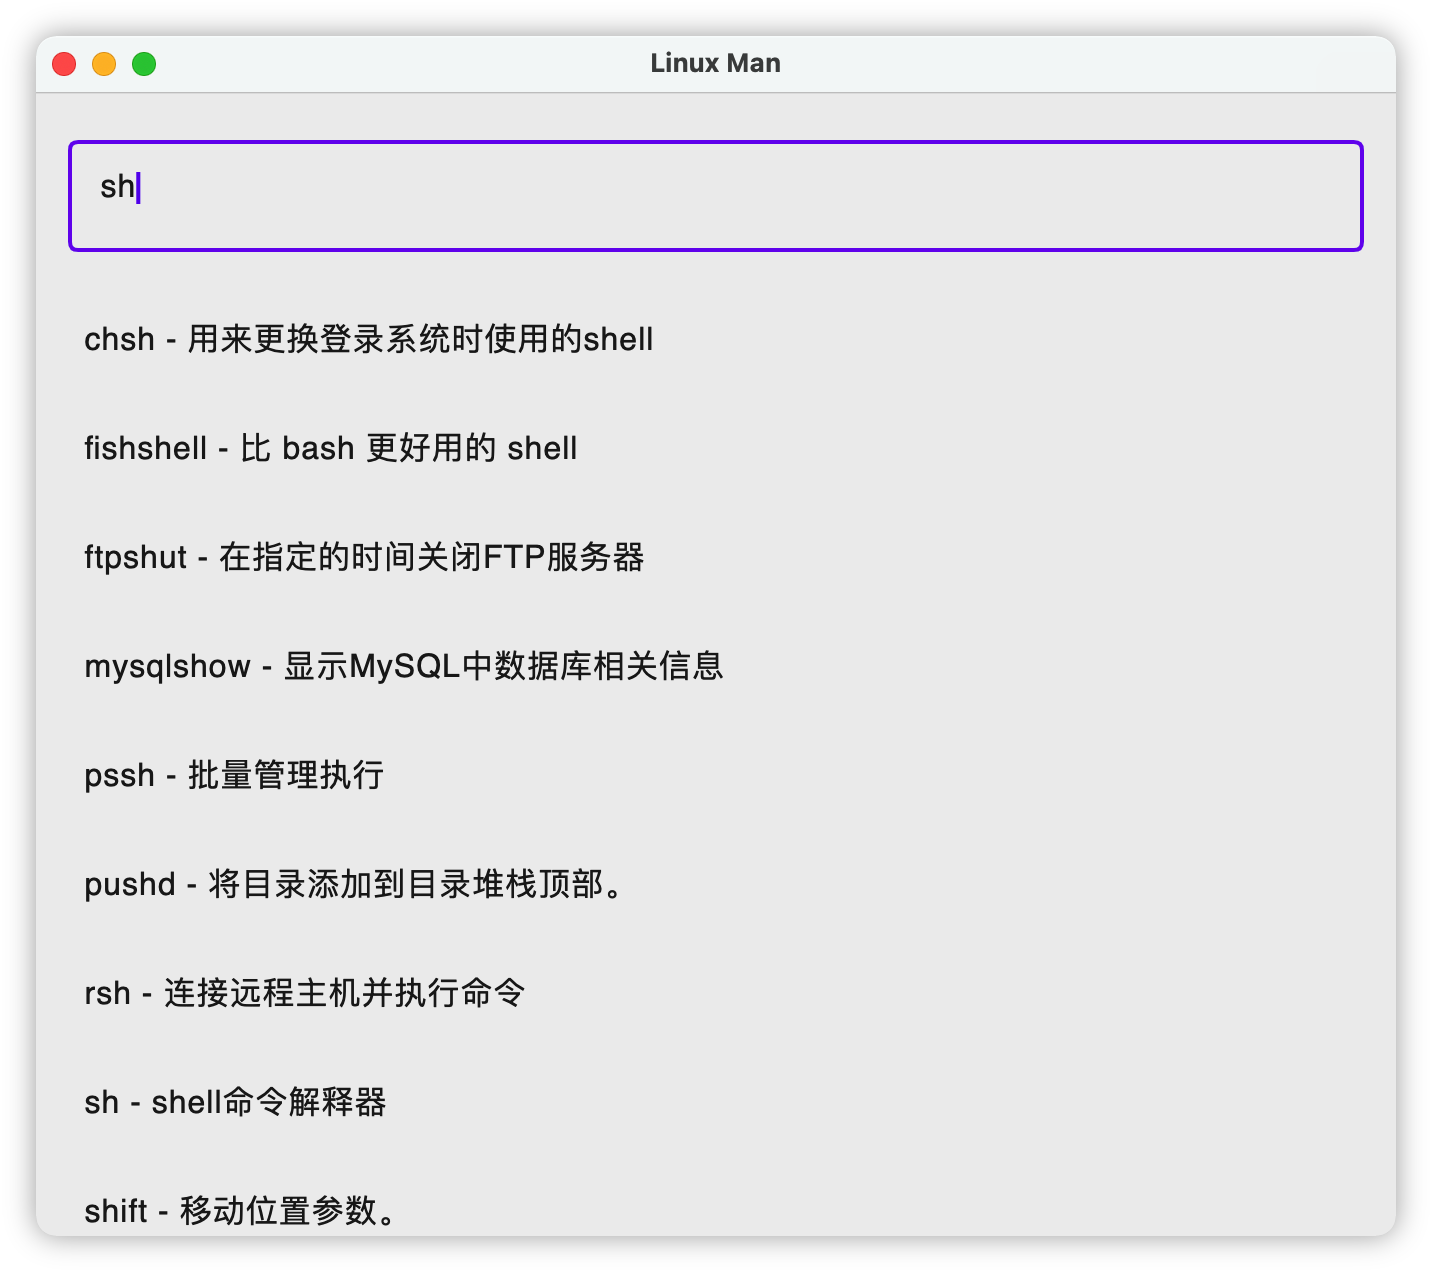 Linux Man
sh
chsh - 用来更换登录系统时使用的shell
fishshell - 比 bash 更好用的 shell
ftpshut - 在指定的时间关闭FTP服务器
mysqlshow - 显示MySQL中数据库相关信息
pssh - 批量管理执行
pushd - 将目录添加到目录堆栈顶部。
rsh - 连接远程主机并执行命令
sh - shell命令解释器
shift - 移动位置参数。